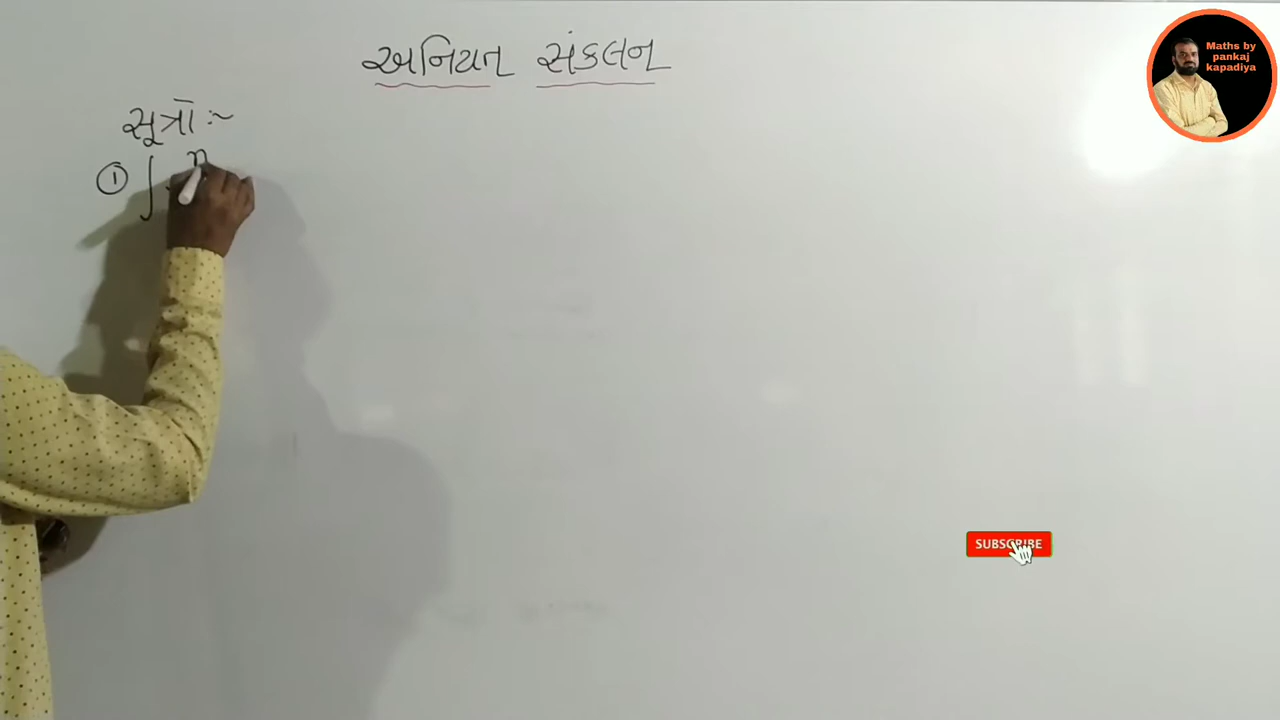 અનિયત સંકલન
Maths by
pankaj
kapadiya
સૂત્રો :~
① ∫ n
SUBSCRIBE